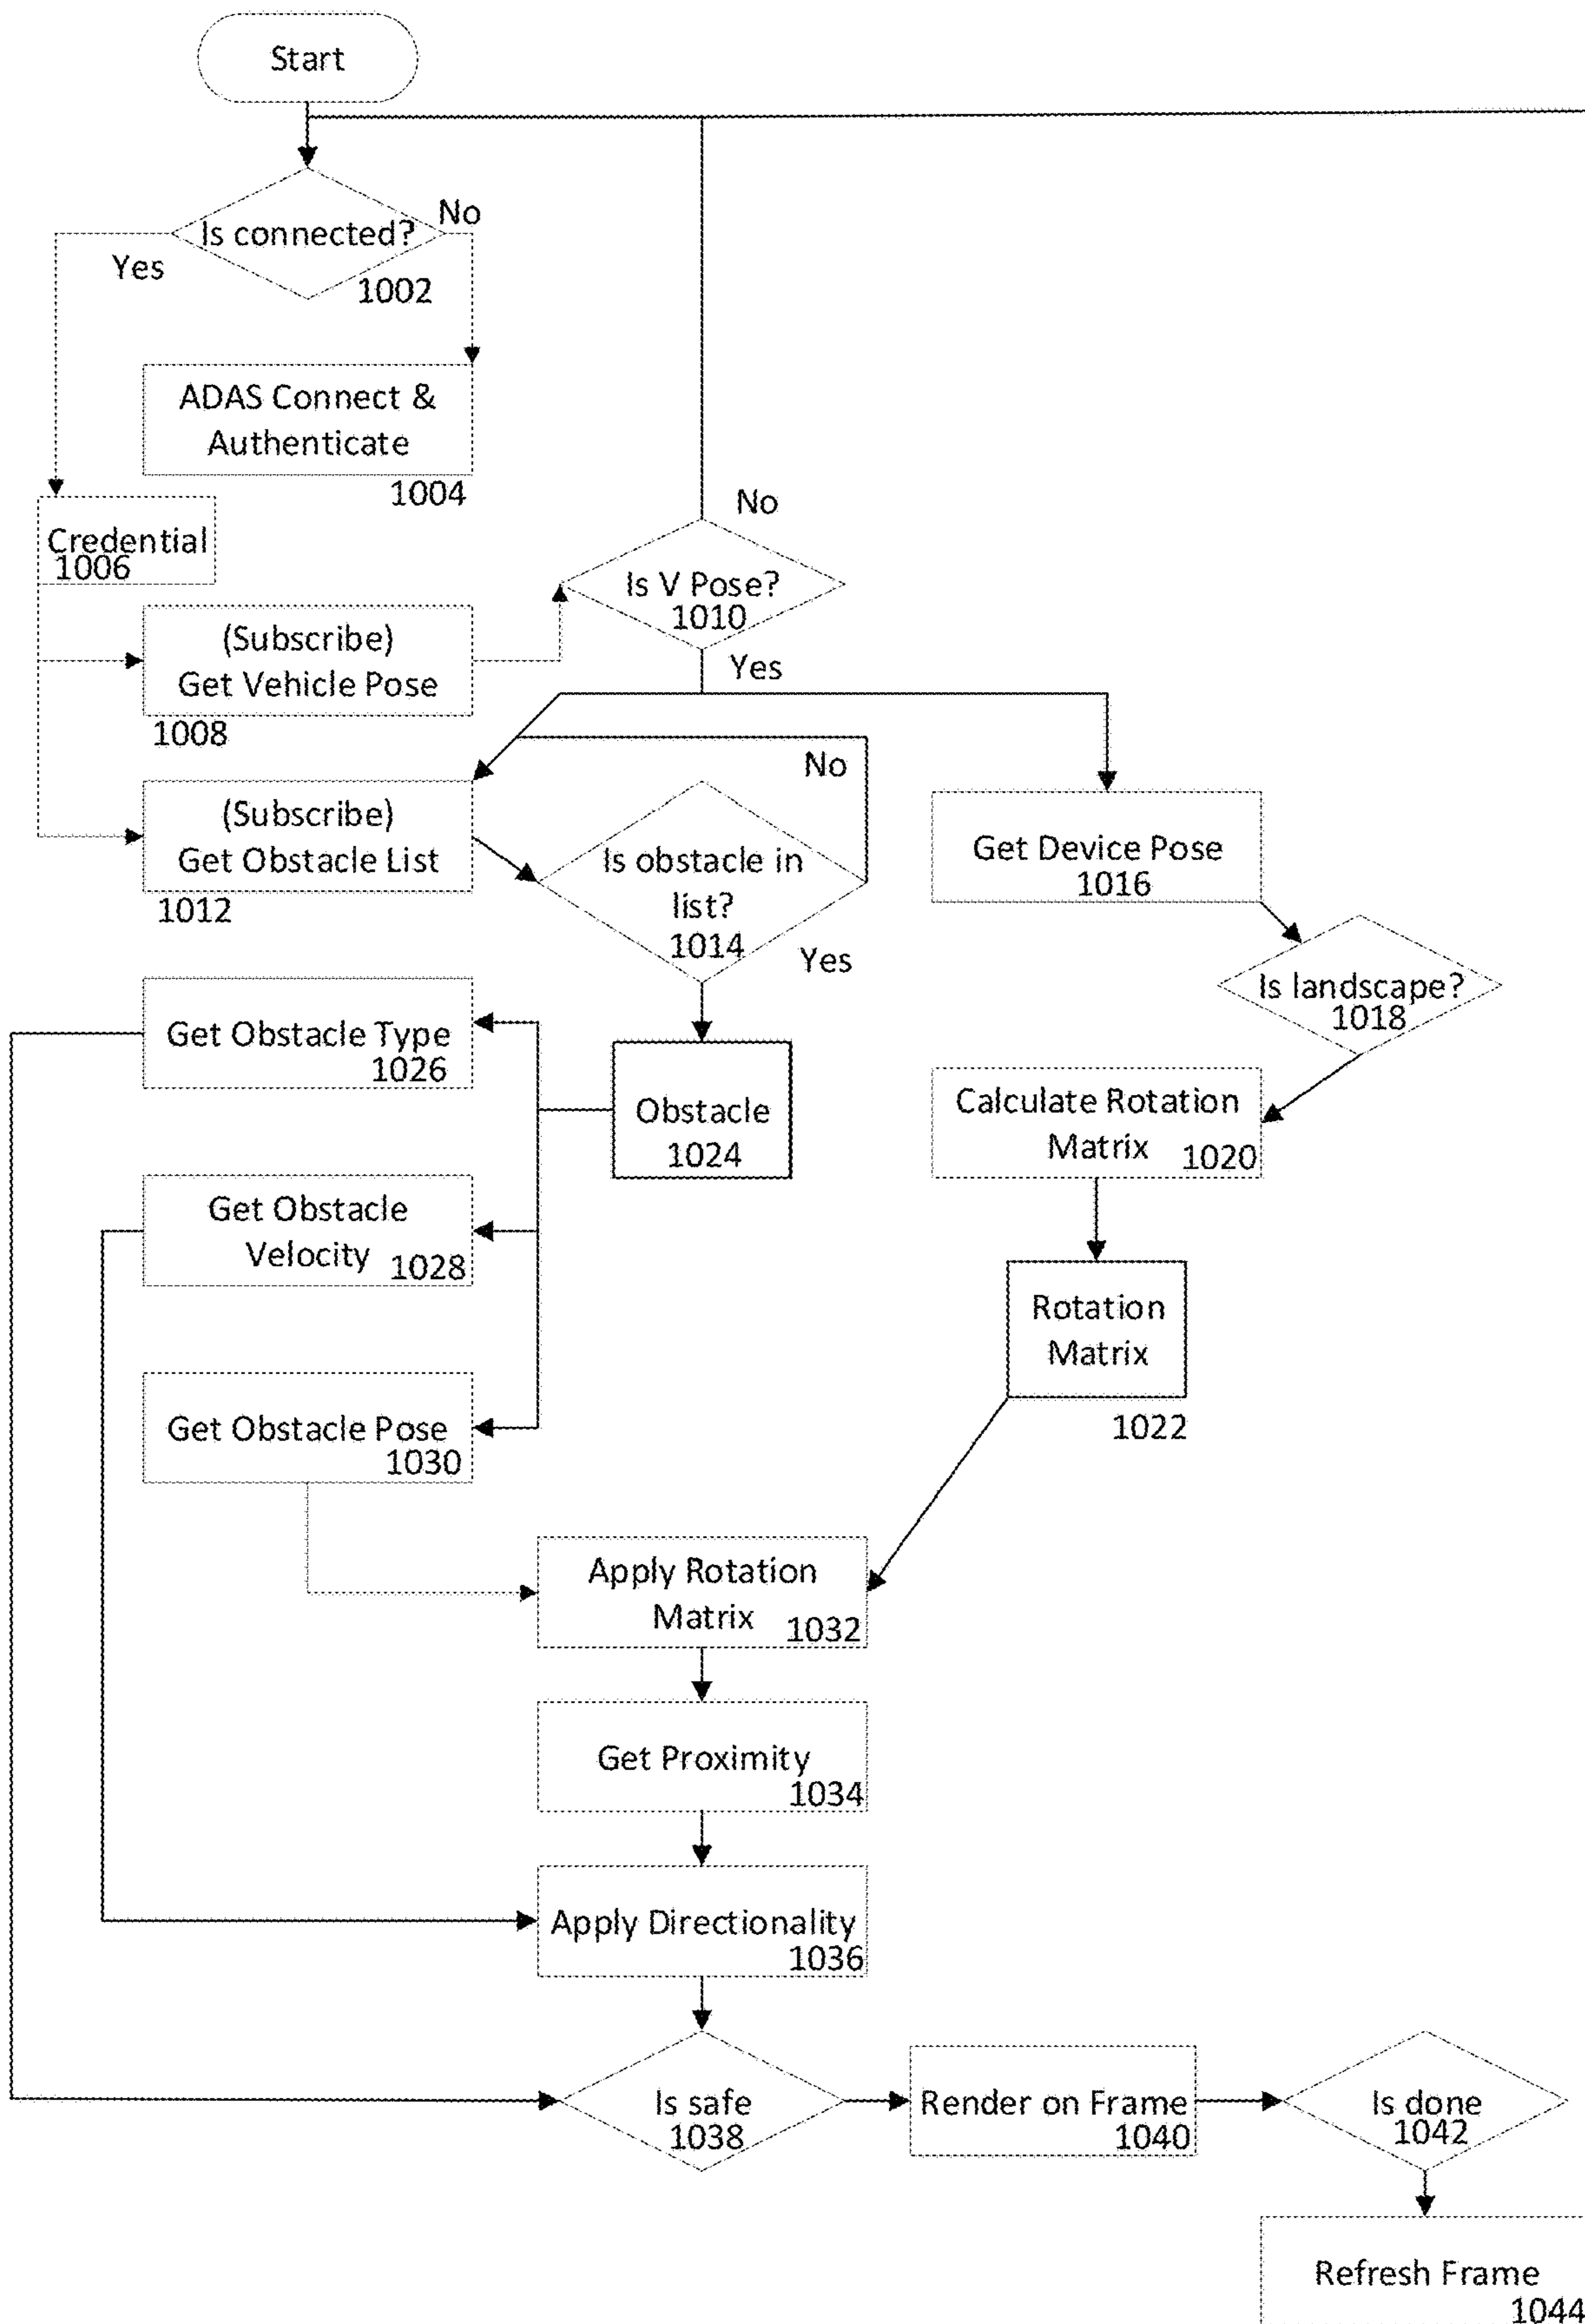 Start
Is connected?
No
Yes
1002
ADAS Connect &
Authenticate
1004
Credential
1006
No
Is V Pose?
1010
Yes
(Subscribe)
Get Vehicle Pose
1008
(Subscribe)
Get Obstacle List
1012
No
Is obstacle in
list?
1014
Yes
Get Device Pose
1016
Is landscape?
1018
Get Obstacle Type
1026
Obstacle
1024
Calculate Rotation
Matrix
1020
Get Obstacle
Velocity
1028
Rotation
Matrix
1022
Get Obstacle Pose
1030
Apply Rotation
Matrix
1032
Get Proximity
1034
Apply Directionality
1036
Is safe
1038
Render on Frame
1040
Is done
1042
Refresh Frame
1044